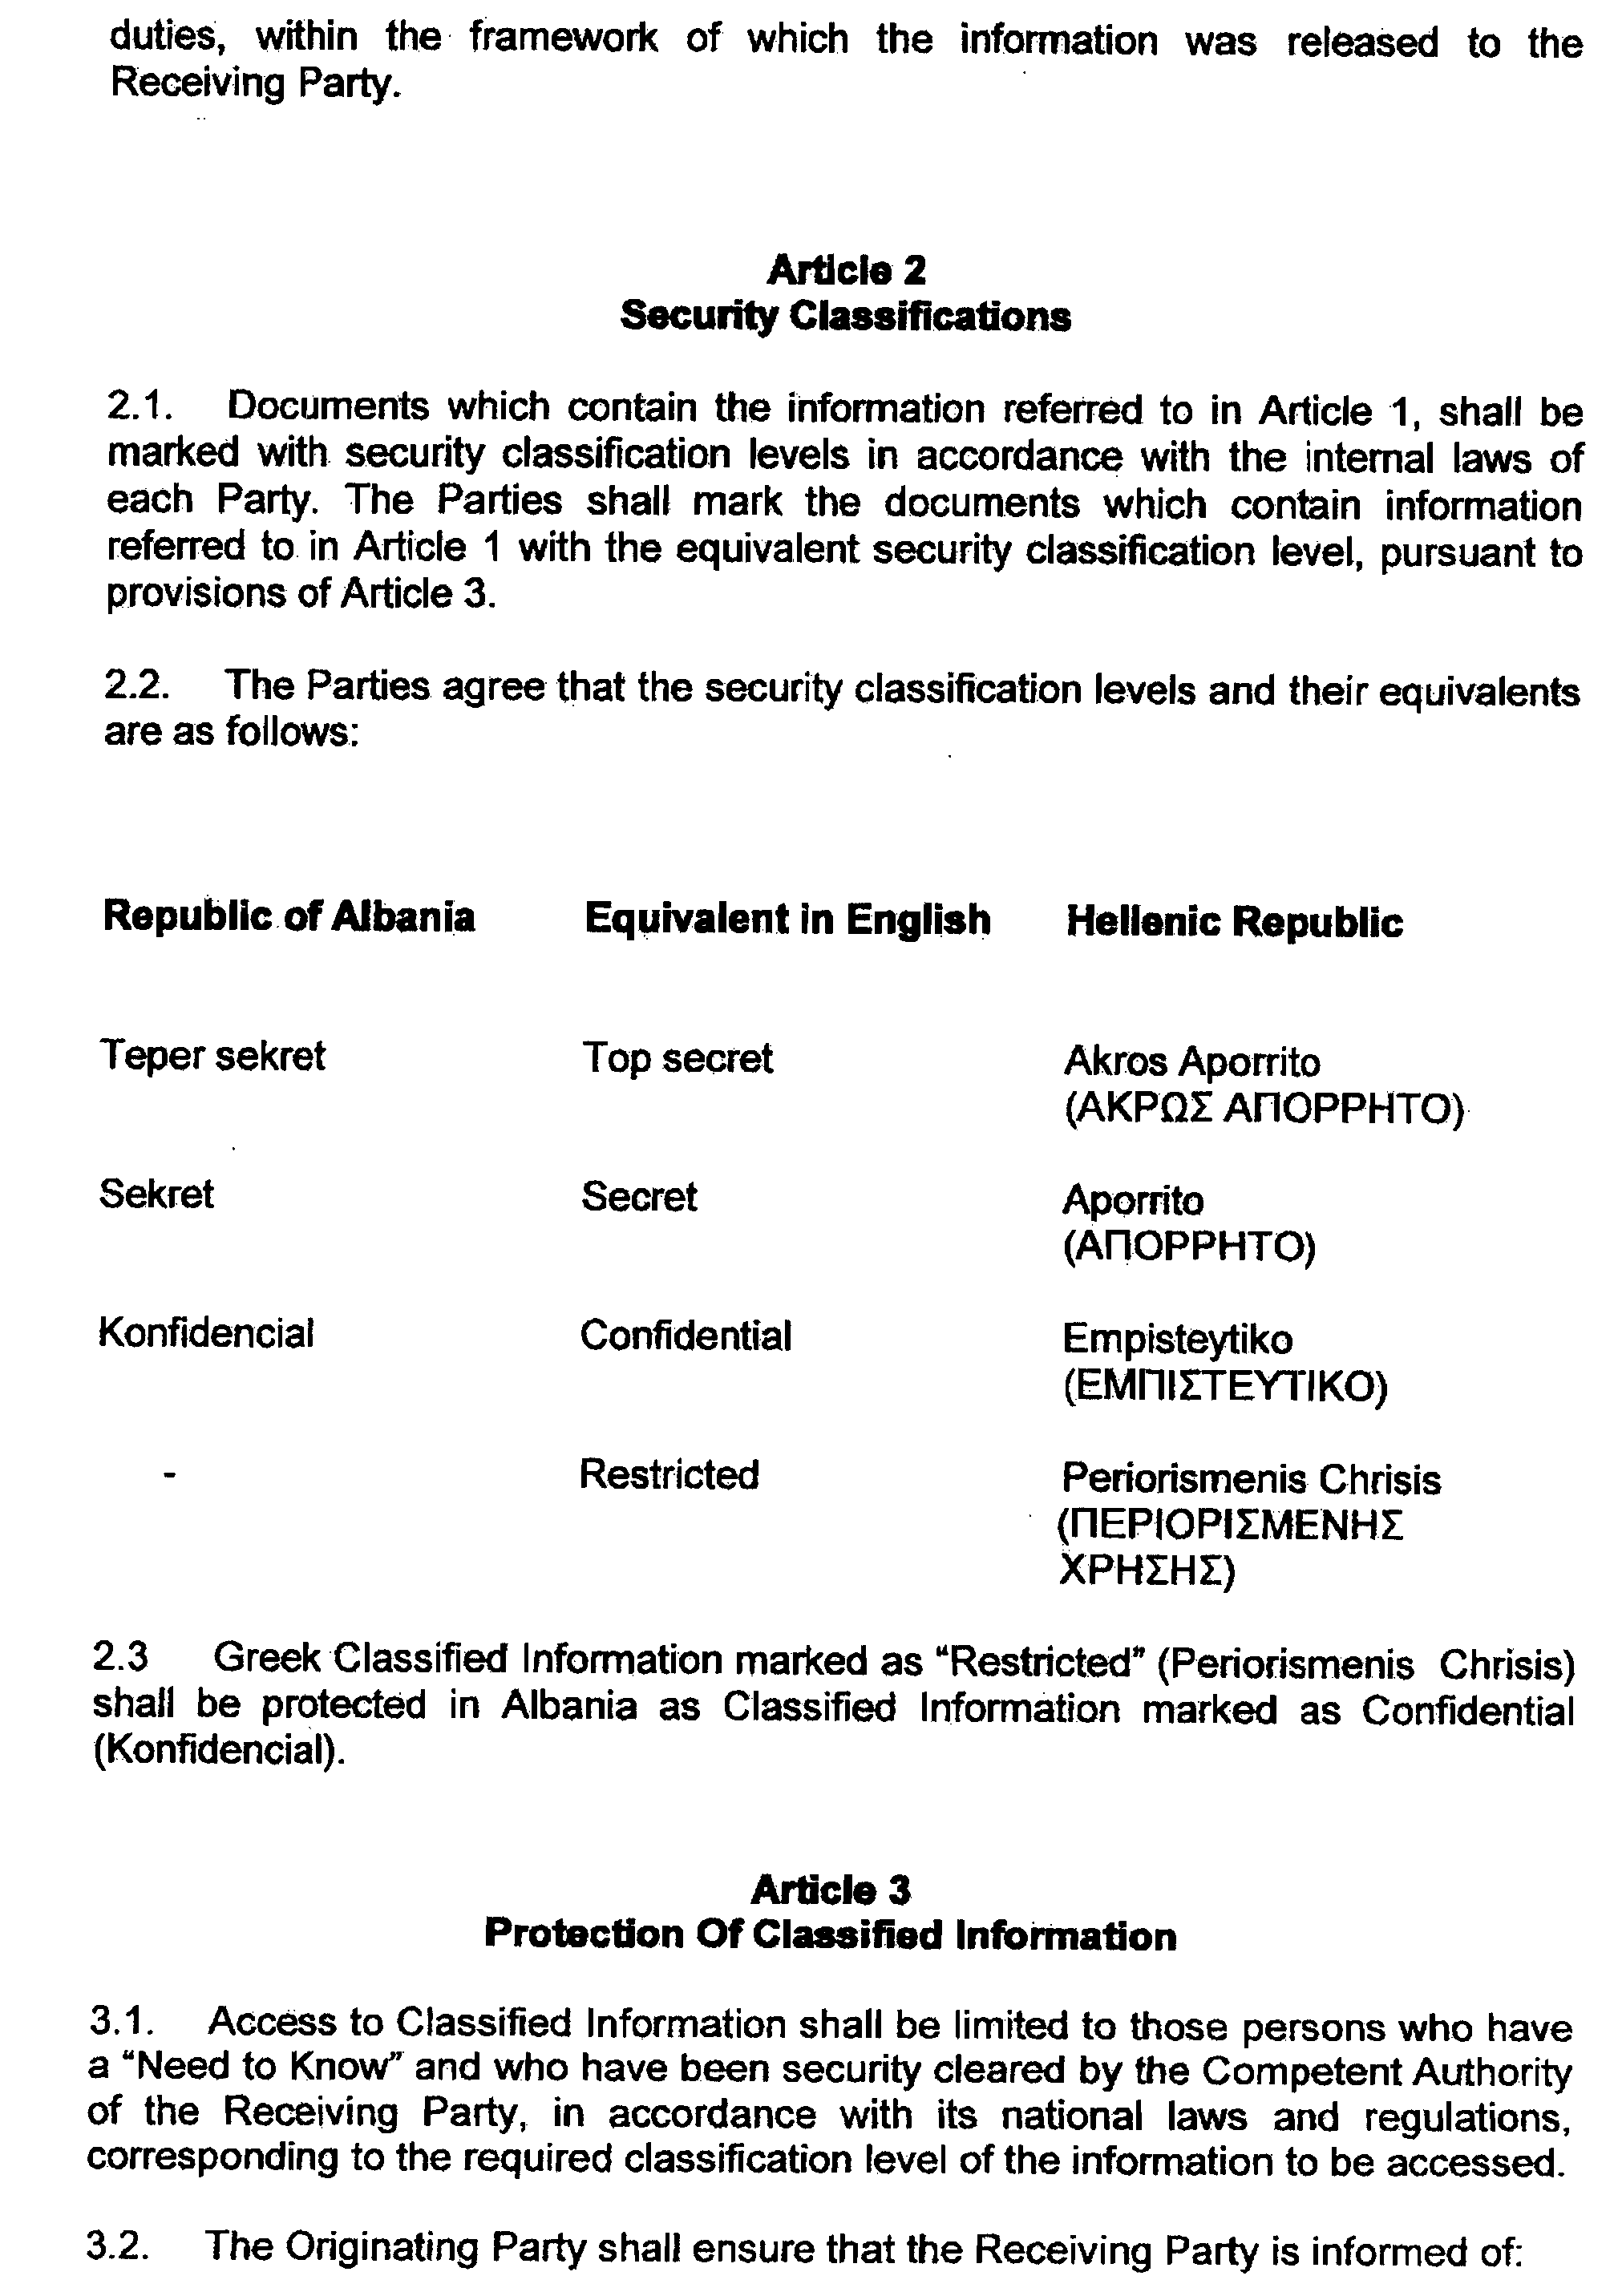 duties, within the framework of which the information was released to the
Receiving Party.
Article 2
Security Classifications
2.1. Documents which contain the information referred to in Article 1, shall be
marked with security classification levels in accordance with the internal laws of
each Party. The Parties shall mark the documents which contain information
referred to in Article 1 with the equivalent security classification level, pursuant to
provisions of Article 3.
2.2. The Parties agree that the security classification levels and their equivalents
are as follows:
Republic of Albania Equivalent in English Hellenic Republic
Teper sekret Top secret Akros Aporrito
(ΑΚΡΩΣ ΑΠΟΡΡΗΤΟ)
Sekret Secret Aporrito
(ΑΠΟΡΡΗΤΟ)
Konfidencial Confidential Empisteytiko
(ΕΜΠΙΣΤΕΥΤΙΚΟ)
- Restricted Periorismenis Chrisis
(ΠΕΡΙΟΡΙΣΜΕΝΗΣ
ΧΡΗΣΗΣ)
2.3 Greek Classified Information marked as “Restricted” (Periorismenis Chrisis)
shall be protected in Albania as Classified Information marked as Confidential
(Konfidencial).
Article 3
Protection Of Classified Information
3.1. Access to Classified Information shall be limited to those persons who have
a “Need to Know” and who have been security cleared by the Competent Authority
of the Receiving Party, in accordance with its national laws and regulations,
corresponding to the required classification level of the information to be accessed.
3.2. The Originating Party shall ensure that the Receiving Party is informed of: